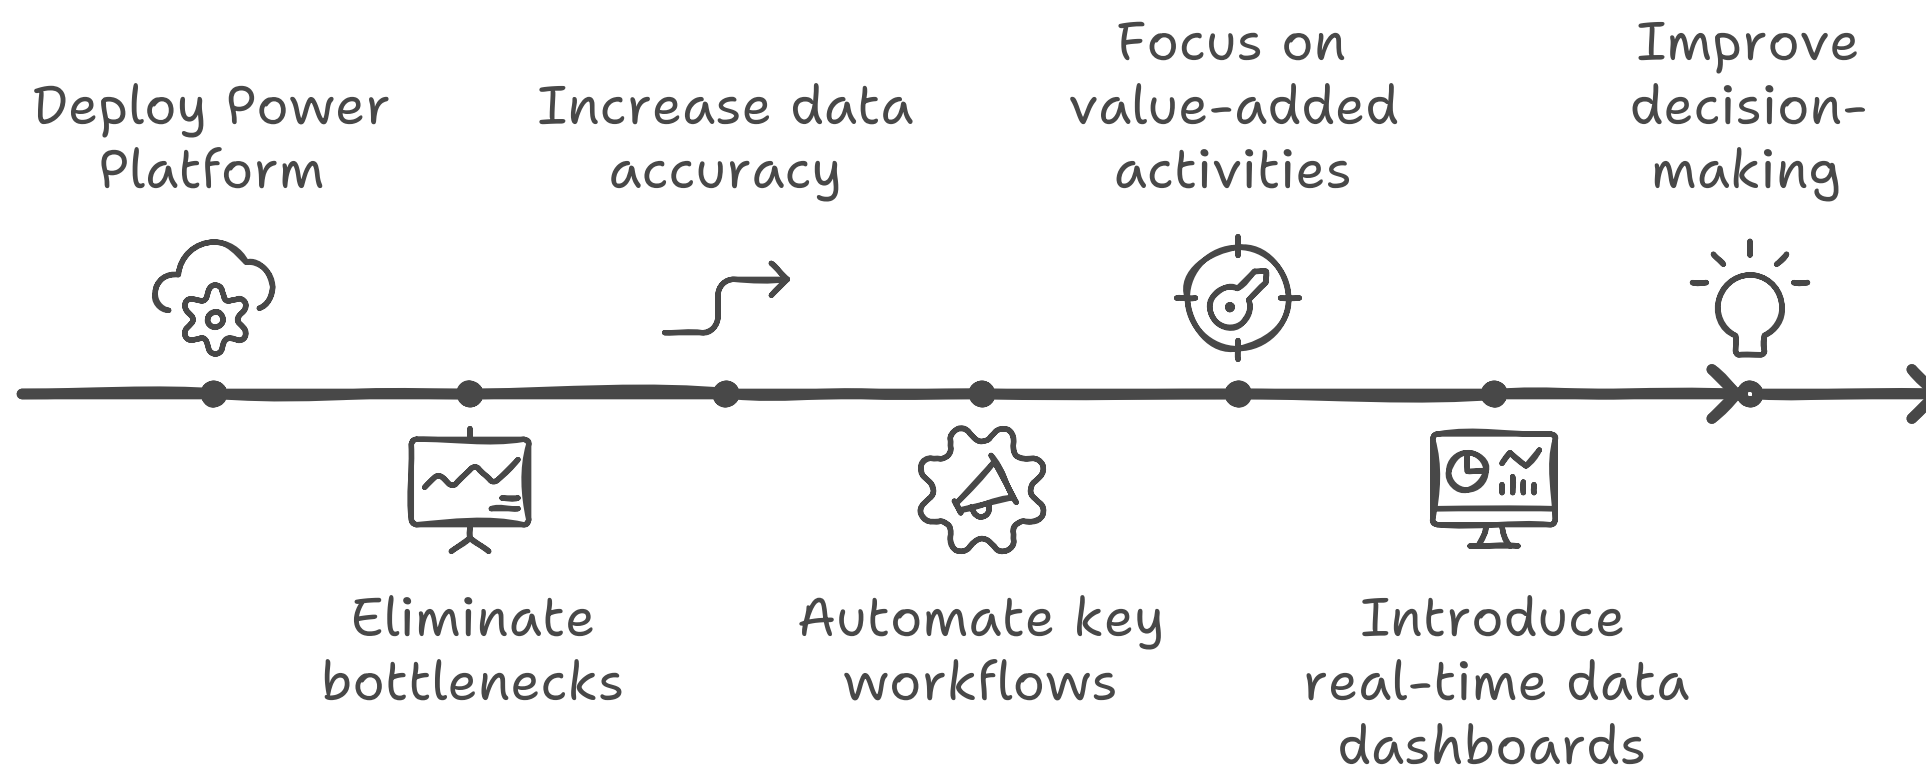 Deploy Power
Platform
Eliminate
bottlenecks
Increase data
accuracy
Automate key
workflows
Focus on
value-added
activities
Introduce
real-time data
dashboards
Improve
decision-
making